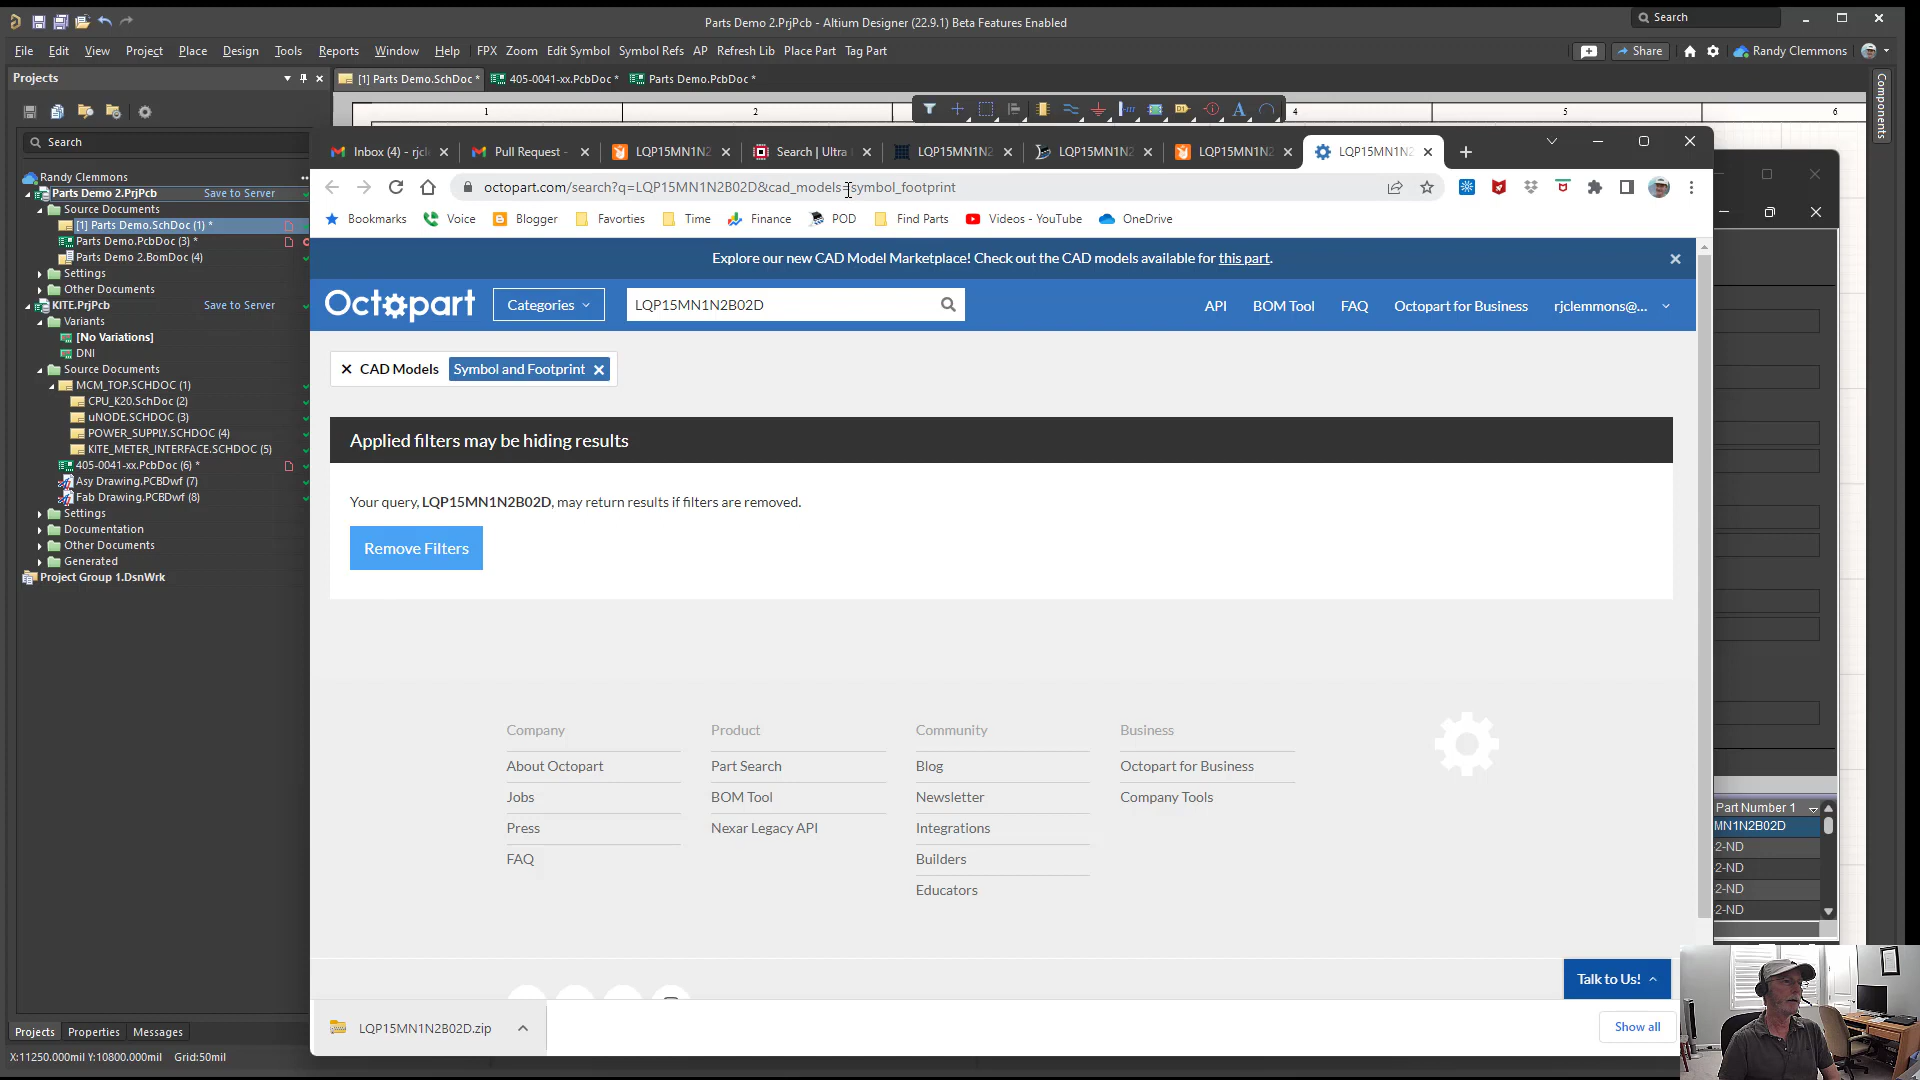 Parts Demo 2.PrjPcb - Altium Designer (22.9.1) Beta Features Enabled
Search
File Edit View Project Place Design Tools Reports Window Help FPX Zoom Edit Symbol Symbol Refs AP Refresh Lib Place Part Tag Part
Share
Randy Clemmons
Projects
[1] Parts Demo.SchDoc *
405-0041-xx.PcbDoc *
Parts Demo.PcbDoc *
Components
1 2 4 5 6
Search
Inbox (4) - rjc
Pull Request -
LQP15MN1N2
Search | Ultra
LQP15MN1N2
LQP15MN1N2
LQP15MN1N2
LQP15MN1N2
octopart.com/search?q=LQP15MN1N2B02D&cad_models=symbol_footprint
Bookmarks Voice Blogger Favorties Time Finance POD Find Parts Videos - YouTube OneDrive
Randy Clemmons
Parts Demo 2.PrjPcb Save to Server
Source Documents
[1] Parts Demo.SchDoc (1) *
Parts Demo.PcbDoc (3) *
Parts Demo 2.BomDoc (4)
Settings
Other Documents
KITE.PrjPcb Save to Server
Variants
[No Variations]
DNI
Source Documents
MCM_TOP.SCHDOC (1)
CPU_K20.SchDoc (2)
uNODE.SCHDOC (3)
POWER_SUPPLY.SCHDOC (4)
KITE_METER_INTERFACE.SCHDOC (5)
405-0041-xx.PcbDoc (6) *
Asy Drawing.PCBDwf (7)
Fab Drawing.PCBDwf (8)
Settings
Documentation
Other Documents
Generated
Project Group 1.DsnWrk
Explore our new CAD Model Marketplace! Check out the CAD models available for this part.
Octopart
Categories
LQP15MN1N2B02D
API BOM Tool FAQ Octopart for Business rjclemmons@...
CAD Models Symbol and Footprint
Applied filters may be hiding results
Your query, LQP15MN1N2B02D, may return results if filters are removed.
Remove Filters
Company
About Octopart
Jobs
Press
FAQ
Product
Part Search
BOM Tool
Nexar Legacy API
Community
Blog
Newsletter
Integrations
Builders
Educators
Business
Octopart for Business
Company Tools
Talk to Us!
Part Number 1
MN1N2B02D
2-ND
2-ND
2-ND
2-ND
LQP15MN1N2B02D.zip
Show all
Projects Properties Messages
X:11250.000mil Y:10800.000mil Grid:50mil